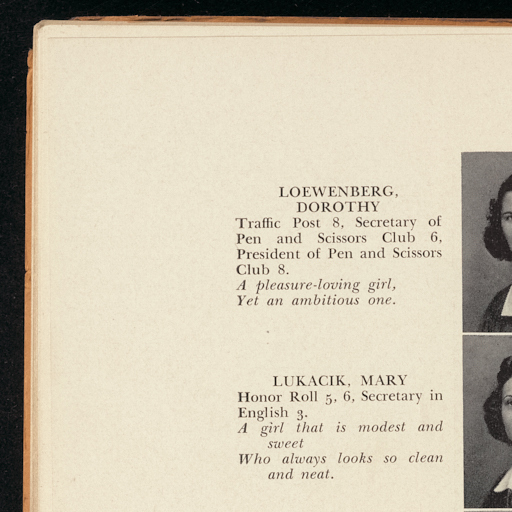 LOEWENBERG,
DOROTHY
Traffic Post 8, Secretary of
Pen and Scissors Club 6,
President of Pen and Scissors
Club 8.
A pleasure-loving girl,
Yet an ambitious one.
LUKACIK, MARY
Honor Roll 5, 6, Secretary in
English 3.
A girl that is modest and
sweet
Who always looks so clean
and neat.